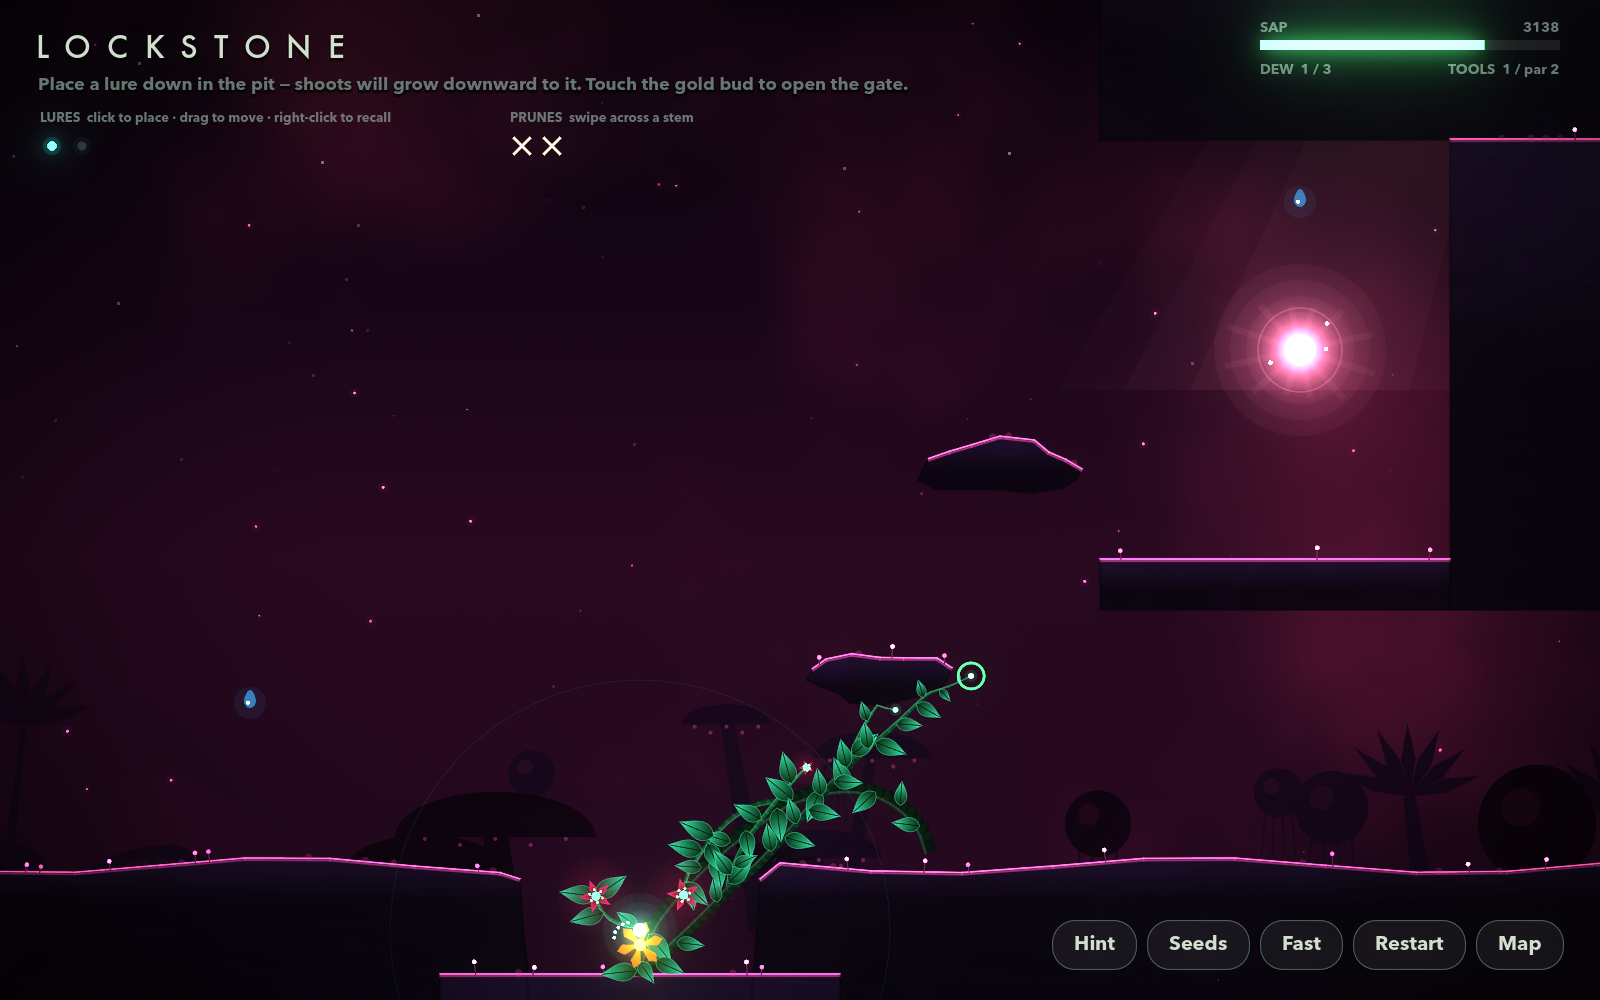 LOCKSTONE
SAP 3138
Place a lure down in the pit – shoots will grow downward to it. Touch the gold bud to open the gate.
DEW 1 / 3 TOOLS 1 / par 2
LURES click to place · drag to move · right-click to recall
PRUNES swipe across a stem
Hint
Seeds
Fast
Restart
Map